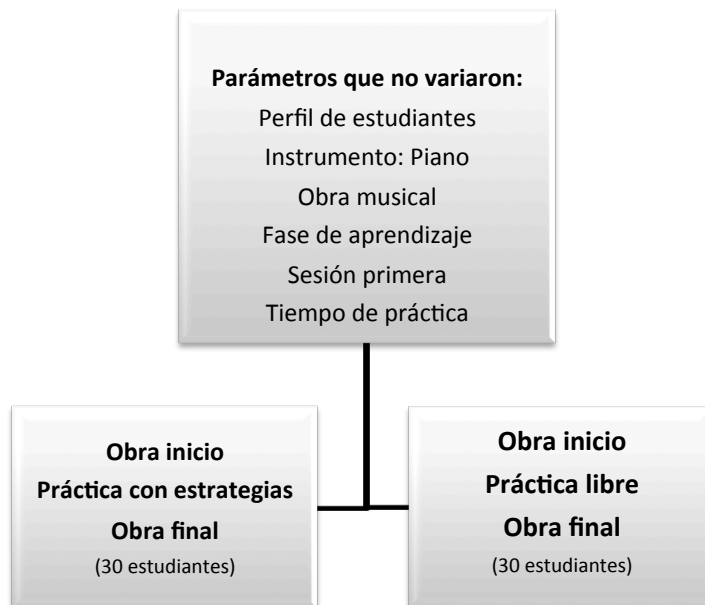 Parámetros que no variaron:
Perfil de estudiantes
Instrumento: Piano
Obra musical
Fase de aprendizaje
Sesión primera
Tiempo de práctica
Obra inicio
Práctica con estrategias
Obra final
(30 estudiantes)
Obra inicio
Práctica libre
Obra final
(30 estudiantes)